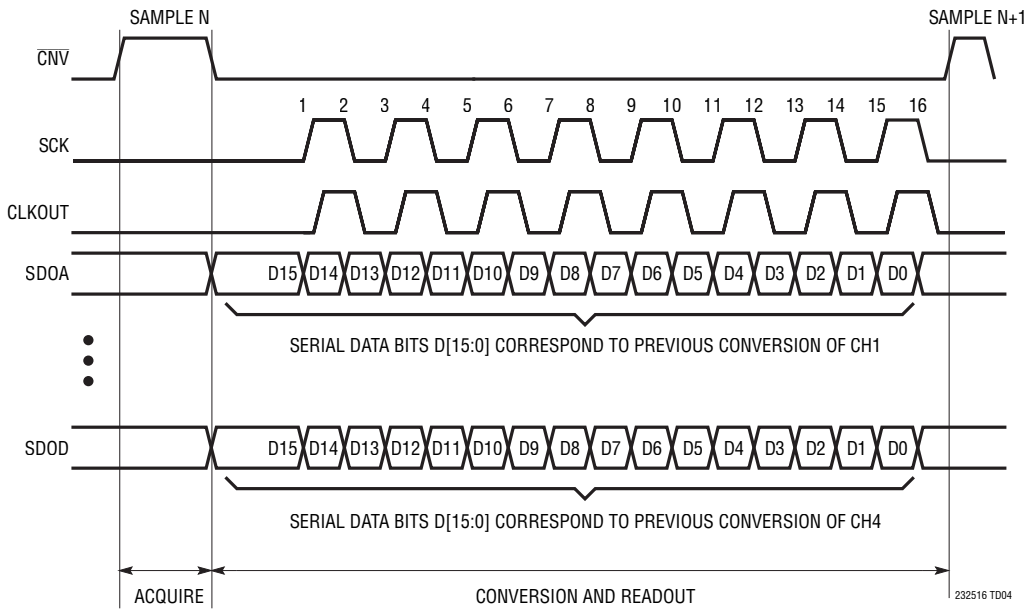 SAMPLE N SAMPLE N+1
CNV
1 2 3 4 5 6 7 8 9 10 11 12 13 14 15 16
SCK
CLKOUT
SDOA D15 D14 D13 D12 D11 D10 D9 D8 D7 D6 D5 D4 D3 D2 D1 D0
SERIAL DATA BITS D[15:0] CORRESPOND TO PREVIOUS CONVERSION OF CH1
SDOD D15 D14 D13 D12 D11 D10 D9 D8 D7 D6 D5 D4 D3 D2 D1 D0
SERIAL DATA BITS D[15:0] CORRESPOND TO PREVIOUS CONVERSION OF CH4
ACQUIRE CONVERSION AND READOUT 232516 TD04